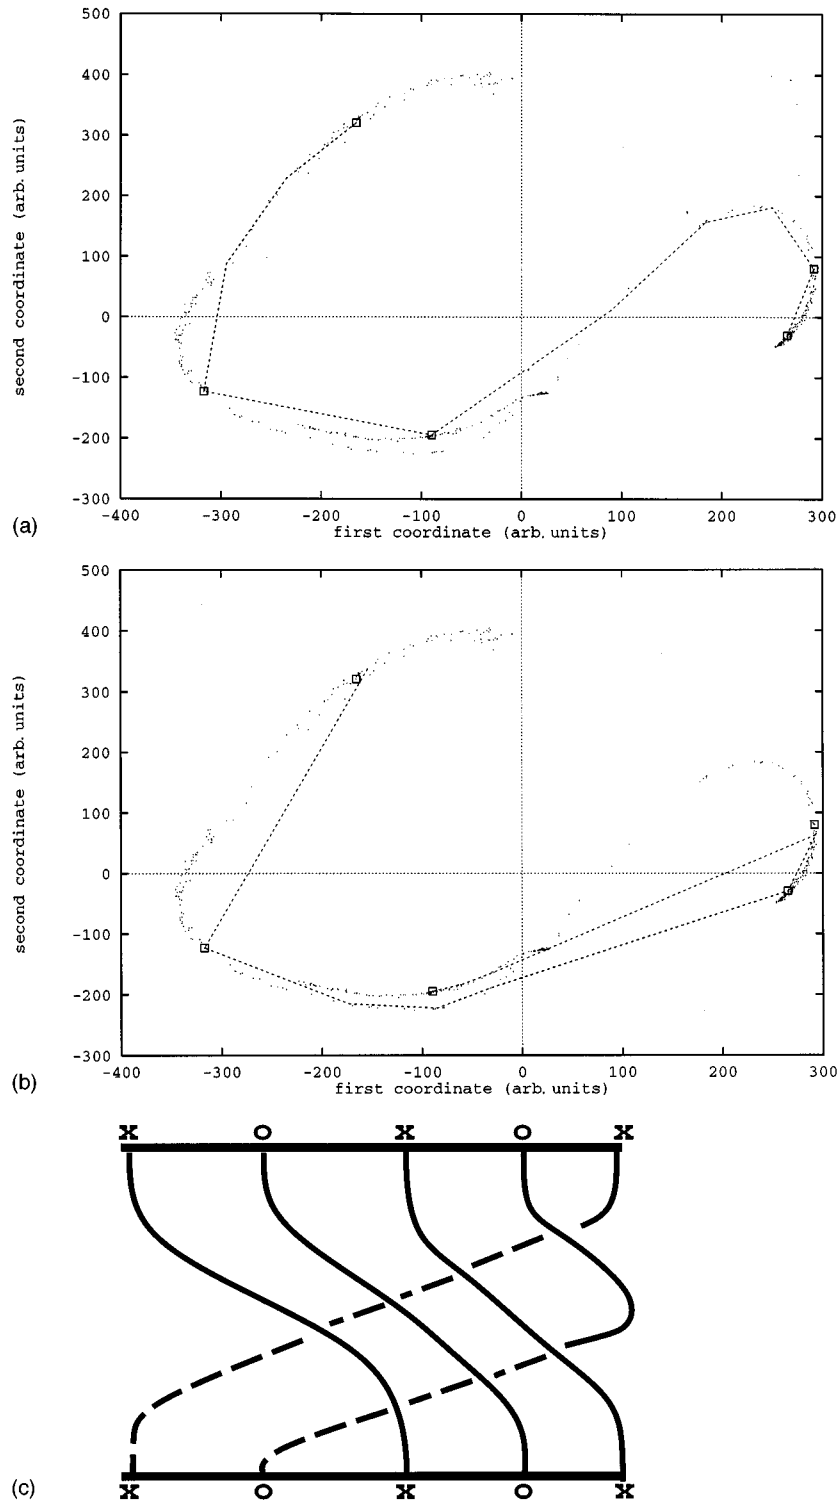 500
400
300
200
100
0
-100
-200
-300
second coordinate (arb. units)
-400 -300 -200 -100 0 100 200 300
first coordinate (arb. units)
(a)
500
400
300
200
100
0
-100
-200
-300
second coordinate (arb. units)
-400 -300 -200 -100 0 100 200 300
first coordinate (arb. units)
(b)
X O X O X
X O X O X
(c)